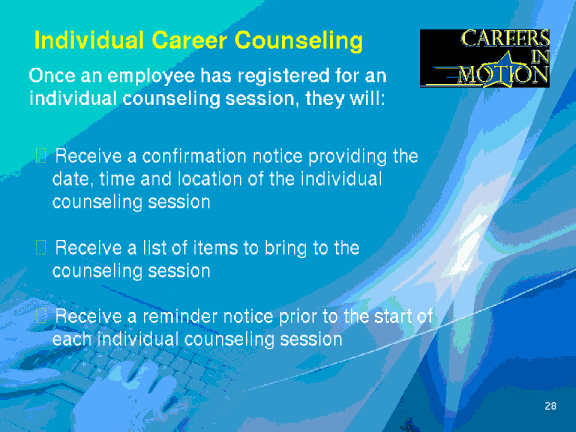 Individual Career Counseling
CAREERS
IN
MOTION
Once an employee has registered for an
individual counseling session, they will:
Receive a confirmation notice providing the
date, time and location of the individual
counseling session
Receive a list of items to bring to the
counseling session
Receive a reminder notice prior to the start of
each individual counseling session
28